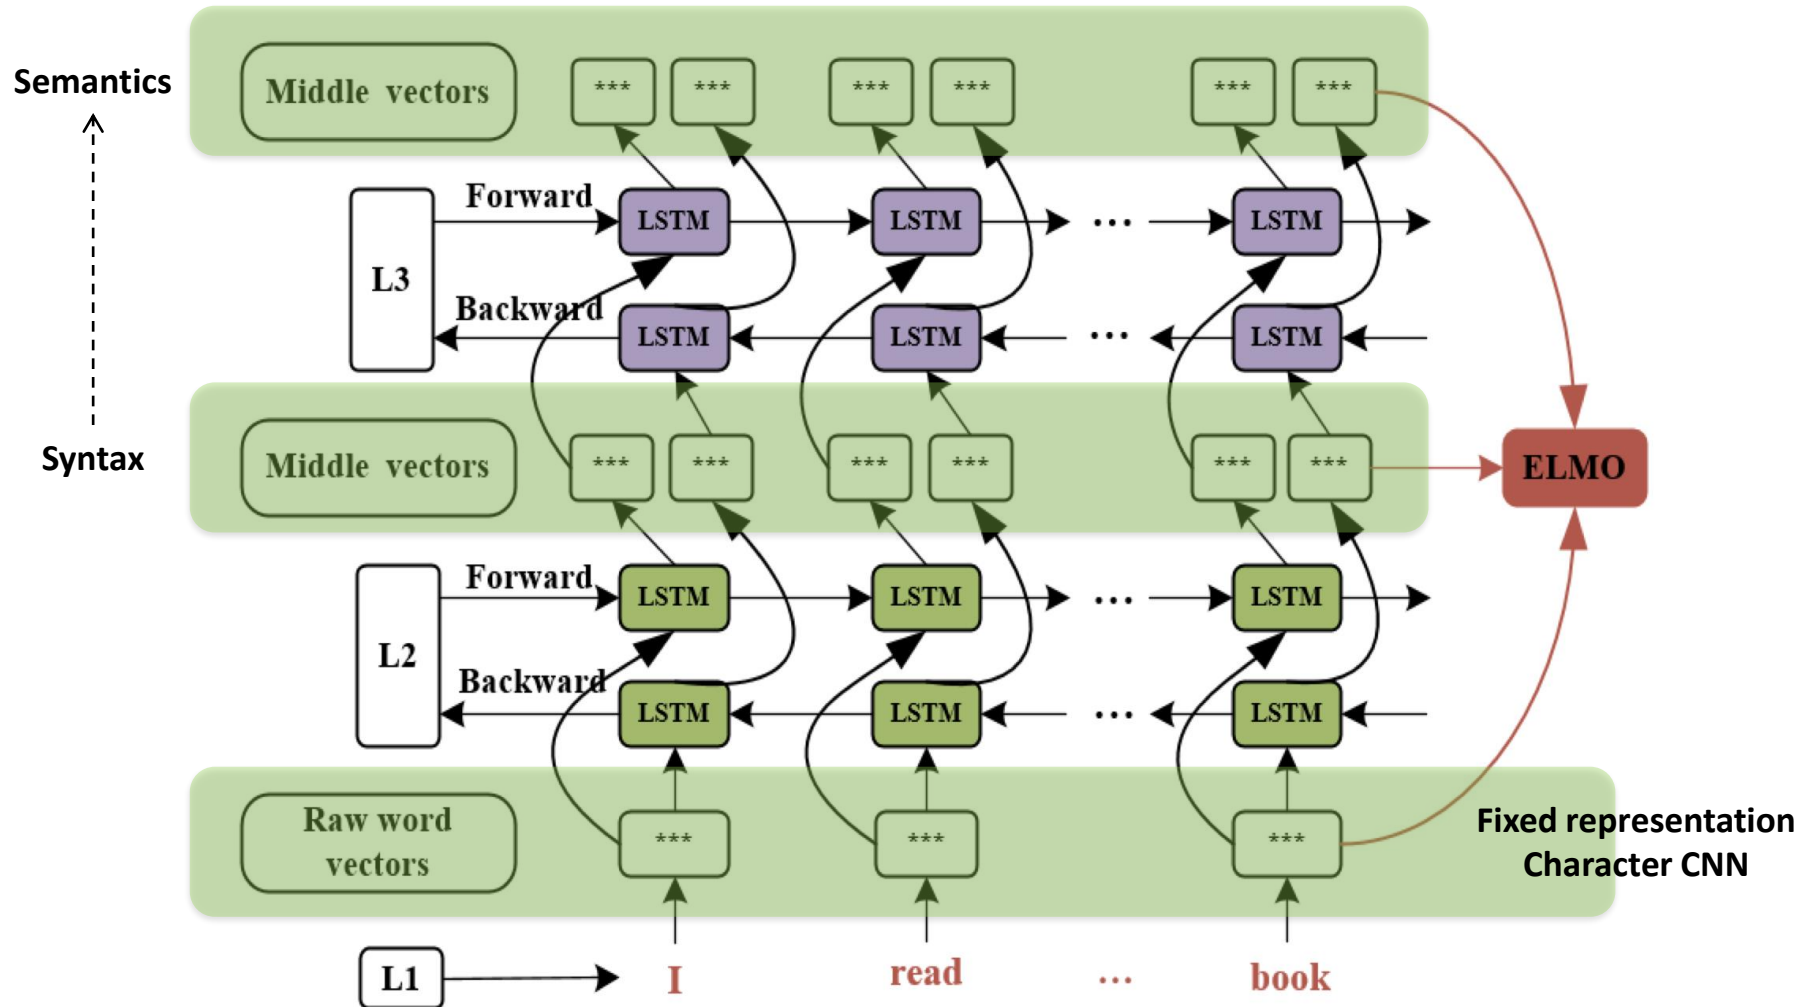 Semantics
Middle vectors
*** *** *** *** *** ***
Forward
LSTM LSTM ... LSTM
L3
Backward
LSTM LSTM ... LSTM
Syntax
Middle vectors
*** *** *** *** *** ***
ELMO
Forward
LSTM LSTM ... LSTM
L2
Backward
LSTM LSTM ... LSTM
Raw word
vectors
*** *** ***
Fixed representation
Character CNN
L1
I read ... book